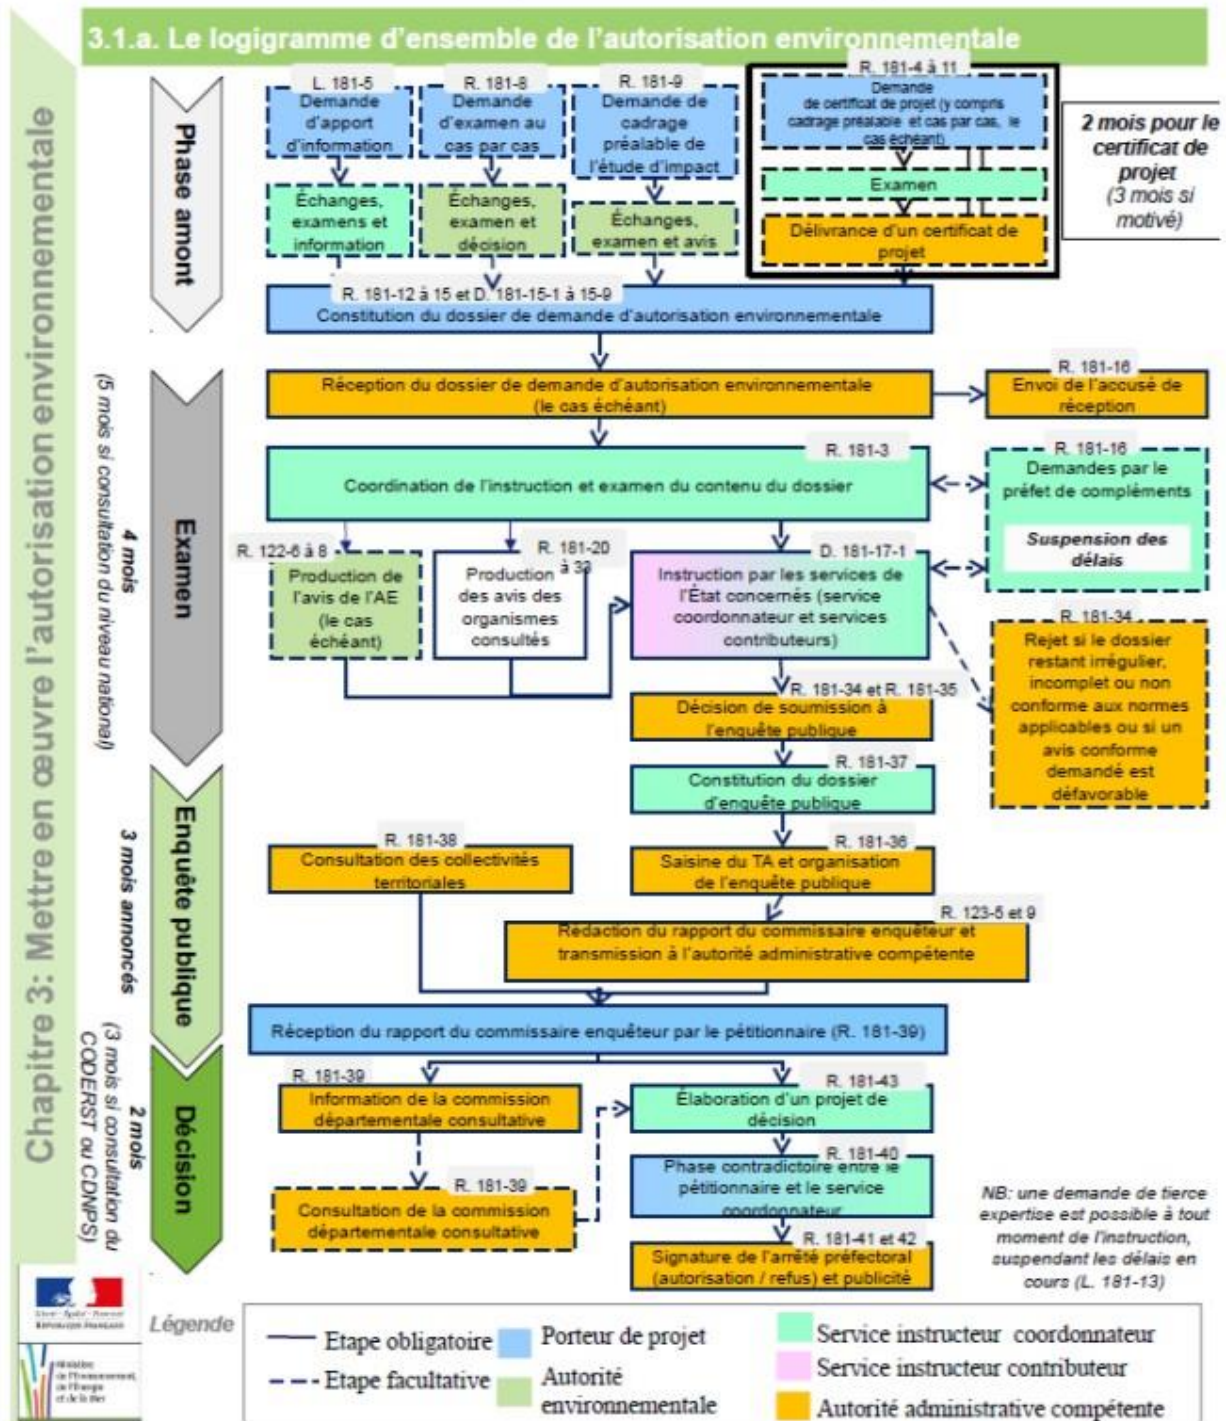 3.1.a. Le logigramme d'ensemble de l'autorisation environnementale
Chapitre 3: Mettre en œuvre l'autorisation environnementale
Phase amont
L. 181-5
Demande
d'apport
d'information
R. 181-8
Demande
d'examen au
cas par cas
R. 181-9
Demande de
cadrage
préalable de
l'étude d'impact
R. 181-4 à 11
Demande
de certificat de projet (y compris
cadrage préalable et cas par cas, le
cas échéant)
2 mois pour le
certificat de
projet
(3 mois si
motivé)
Échanges,
examens et
information
Échanges,
examen et
décision
Échanges,
examen et avis
Examen
Délivrance d'un certificat de
projet
R. 181-12 à 15 et D. 181-15-1 à 15-9
Constitution du dossier de demande d'autorisation environnementale
Examen
4 mois
(5 mois si consultation du niveau national)
Réception du dossier de demande d'autorisation environnementale
(le cas échéant)
R. 181-16
Envoi de l'accusé de
réception
R. 181-3
Coordination de l'instruction et examen du contenu du dossier
R. 181-16
Demandes par le
préfet de compléments
Suspension des
délais
R. 122-6 à 8
Production de
l'avis de l'AE
(le cas
échéant)
R. 181-20
à 33
Production
des avis des
organismes
consultés
D. 181-17-1
Instruction par les services de
l'État concernés (service
coordonnateur et services
contributeurs)
R. 181-34
Rejet si le dossier
restant irrégulier,
incomplet ou non
conforme aux normes
applicables ou si un
avis conforme
demandé est
défavorable
R. 181-34 et R. 181-35
Décision de soumission à
l'enquête publique
Enquête publique
3 mois annoncés
R. 181-37
Constitution du dossier
d'enquête publique
R. 181-38
Consultation des collectivités
territoriales
R. 181-36
Saisine du TA et organisation
de l'enquête publique
R. 123-5 et 9
Rédaction du rapport du commissaire enquêteur et
transmission à l'autorité administrative compétente
Réception du rapport du commissaire enquêteur par le pétitionnaire (R. 181-39)
Décision
2 mois
(3 mois si consultation du
CODERST ou CDNPS)
R. 181-39
Information de la commission
départementale consultative
R. 181-43
Élaboration d'un projet de
décision
R. 181-39
Consultation de la commission
départementale consultative
R. 181-40
Phase contradictoire entre le
pétitionnaire et le service
coordonnateur
R. 181-41 et 42
Signature de l'arrêté préfectoral
(autorisation / refus) et publicité
NB: une demande de tierce
expertise est possible à tout
moment de l'instruction,
suspendant les délais en
cours (L. 181-13)
Liberté • Égalité • Fraternité
RÉPUBLIQUE FRANÇAISE
Ministère
de l'Environnement,
de l'Énergie
et de la Mer
Légende
Etape obligatoire
Etape facultative
Porteur de projet
Autorité
environnementale
Service instructeur coordonnateur
Service instructeur contributeur
Autorité administrative compétente